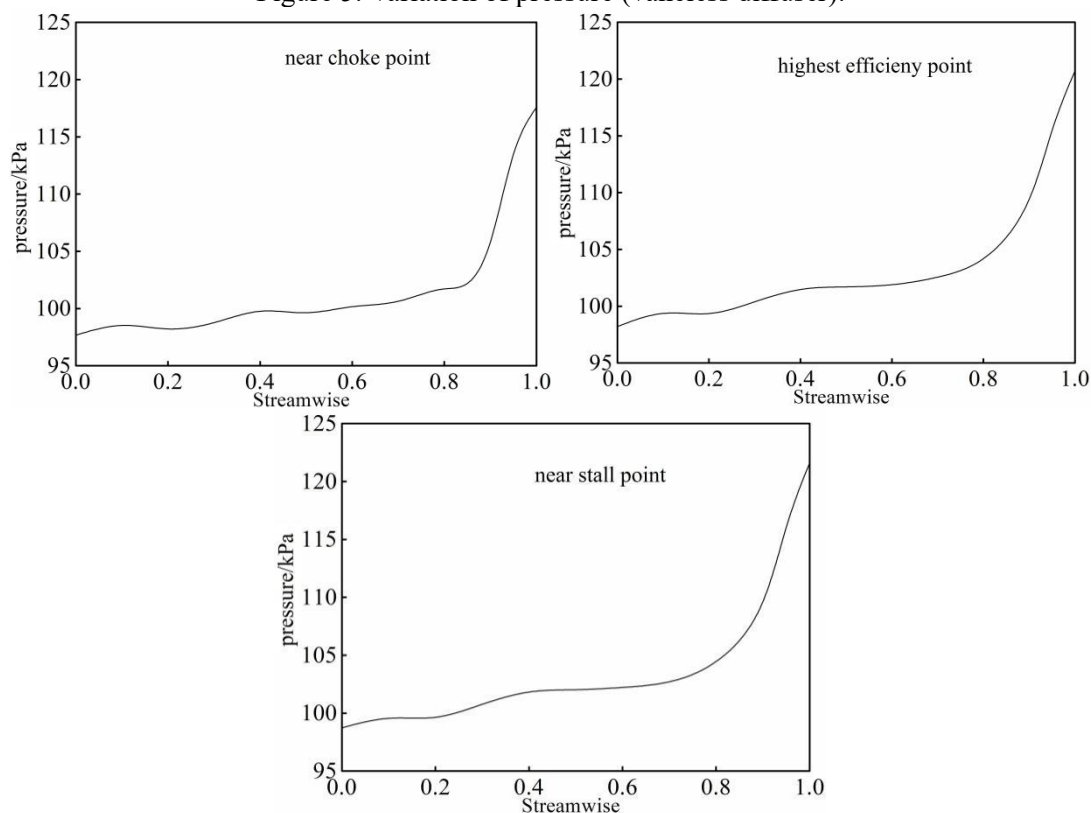 Figure 5. Variation of pressure (vaneless diffuser).
near choke point
125
120
115
110
105
100
95
pressure/kPa
0.0 0.2 0.4 0.6 0.8 1.0
Streamwise
highest efficieny point
125
120
115
110
105
100
95
pressure/kPa
0.0 0.2 0.4 0.6 0.8 1.0
Streamwise
near stall point
125
120
115
110
105
100
95
pressure/kPa
0.0 0.2 0.4 0.6 0.8 1.0
Streamwise